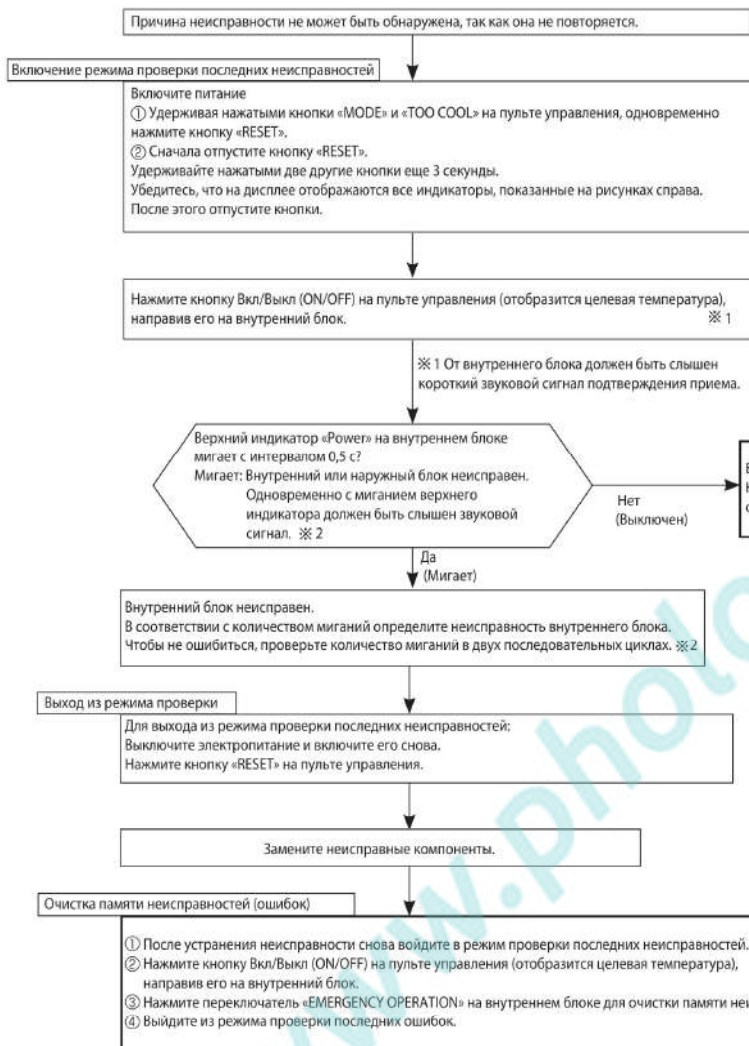 Причина неисправности не может быть обнаружена, так как она не повторяется.
Включение режима проверки последних неисправностей
Включите питание
① Удерживая нажатыми кнопки «MODE» и «TOO COOL» на пульте управления, одновременно
нажмите кнопку «RESET».
② Сначала отпустите кнопку «RESET».
Удерживайте нажатыми две другие кнопки еще 3 секунды.
Убедитесь, что на дисплее отображаются все индикаторы, показанные на рисунках справа.
После этого отпустите кнопки.
Нажмите кнопку Вкл/Выкл (ON/OFF) на пульте управления (отобразится целевая температура),
направив его на внутренний блок. ※ 1
※ 1 От внутреннего блока должен быть слышен
короткий звуковой сигнал подтверждения приема.
Верхний индикатор «Power» на внутреннем блоке
мигает с интервалом 0,5 с?
Мигает: Внутренний или наружный блок неисправен.
Одновременно с миганием верхнего
индикатора должен быть слышен звуковой
сигнал. ※ 2
Нет
(Выключен)
Да
(Мигает)
Внутренний блок неисправен.
В соответствии с количеством миганий определите неисправность внутреннего блока.
Чтобы не ошибиться, проверьте количество миганий в двух последовательных циклах. ※2
Выход из режима проверки
Для выхода из режима проверки последних неисправностей:
Выключите электропитание и включите его снова.
Нажмите кнопку «RESET» на пульте управления.
Замените неисправные компоненты.
Очистка памяти неисправностей (ошибок)
① После устранения неисправности снова войдите в режим проверки последних неисправностей.
② Нажмите кнопку Вкл/Выкл (ON/OFF) на пульте управления (отобразится целевая температура),
направив его на внутренний блок.
③ Нажмите переключатель «EMERGENCY OPERATION» на внутреннем блоке для очистки памяти
④ Выйдите из режима проверки последних ошибок.
www.pholo